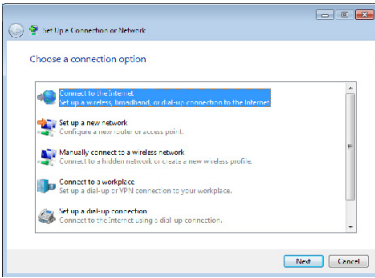 Set Up a Connection or Network
Choose a connection option
Connect to the Internet
Set up a wireless, broadband, or dial-up connection to the Internet.
Set up a new network
Configure a new router or access point.
Manually connect to a wireless network
Connect to a hidden network or create a new wireless profile.
Connect to a workplace
Set up a dial-up or VPN connection to your workplace.
Set up a dial-up connection
Connect to the Internet using a dial-up connection.
Next
Cancel